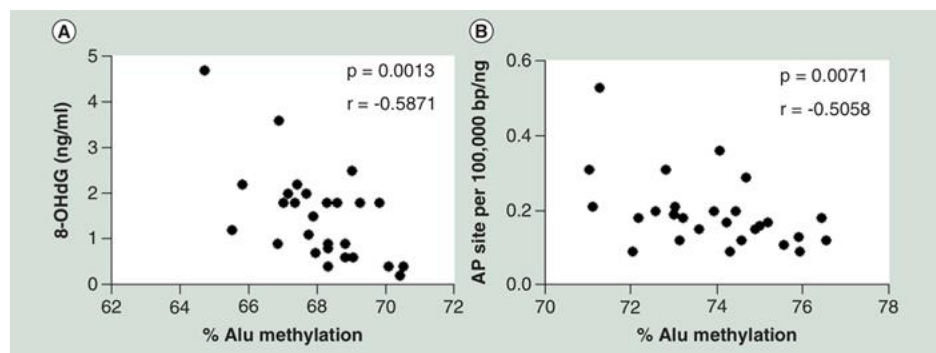 A
5
4
3
2
1
0
8-OHdG (ng/ml)
p = 0.0013
r = -0.5871
62 64 66 68 70 72
% Alu methylation
B
0.6
0.4
0.2
0.0
AP site per 100,000 bp/ng
p = 0.0071
r = -0.5058
70 72 74 76 78
% Alu methylation